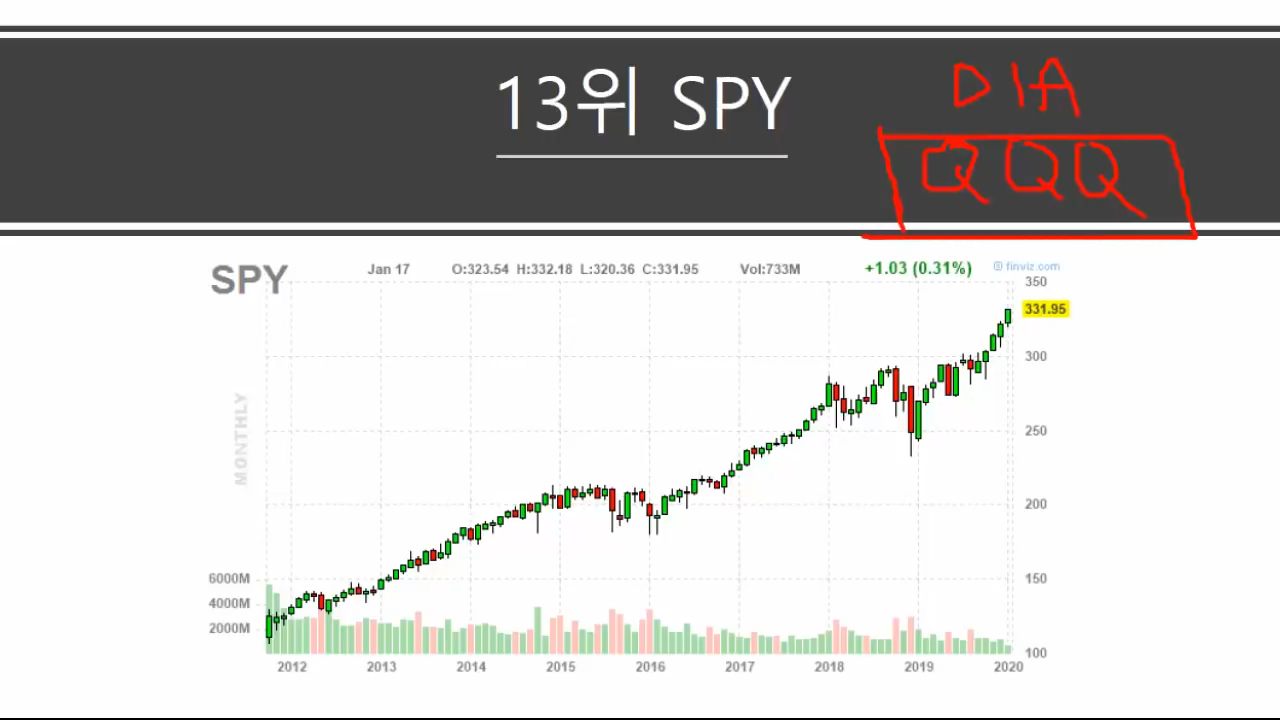 13위 SPY
DIA
QQQ
SPY Jan 17 O:323.54 H:332.18 L:320.36 C:331.95 Vol:733M +1.03 (0.31%) © finviz.com
350
331.95
300
250
MONTHLY
200
6000M 150
4000M
2000M
100
2012 2013 2014 2015 2016 2017 2018 2019 2020